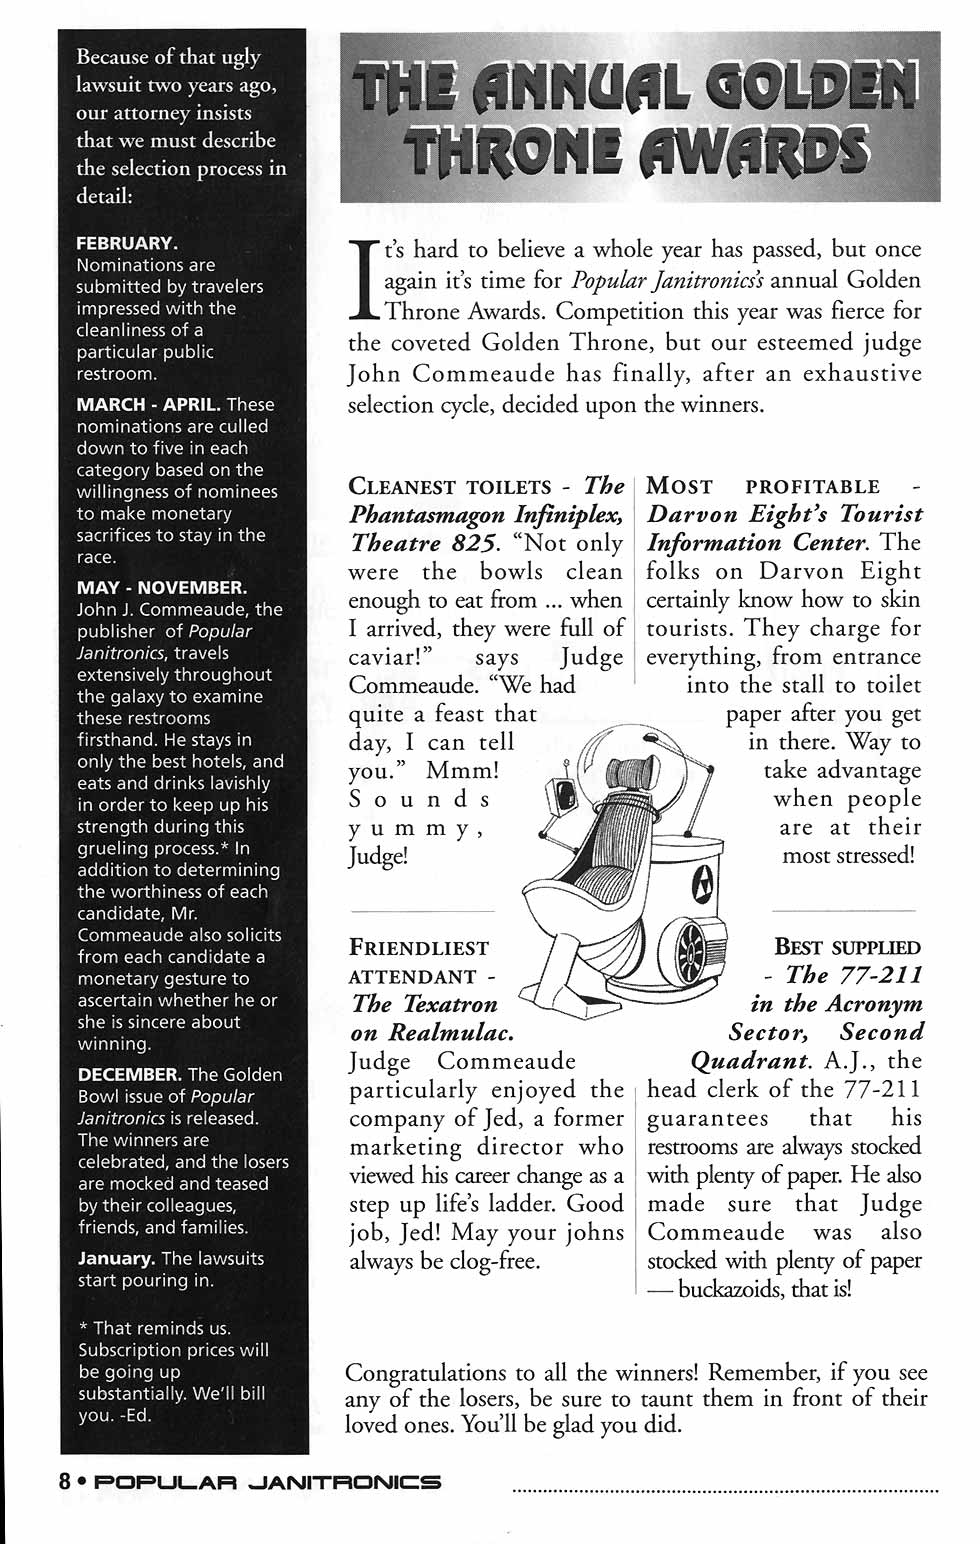 Because of that ugly
lawsuit two years ago,
our attorney insists
that we must describe
the selection process in
detail:
FEBRUARY.
Nominations are
submitted by travelers
impressed with the
cleanliness of a
particular public
restroom.
MARCH - APRIL. These
nominations are culled
down to five in each
category based on the
willingness of nominees
to make monetary
sacrifices to stay in the
race.
MAY - NOVEMBER.
John J. Commeaude, the
publisher of Popular
Janitronics, travels
extensively throughout
the galaxy to examine
these restrooms
firsthand. He stays in
only the best hotels, and
eats and drinks lavishly
in order to keep up his
strength during this
grueling process.* In
addition to determining
the worthiness of each
candidate, Mr.
Commeaude also solicits
from each candidate a
monetary gesture to
ascertain whether he or
she is sincere about
winning.
DECEMBER. The Golden
Bowl issue of Popular
Janitronics is released.
The winners are
celebrated, and the losers
are mocked and teased
by their colleagues,
friends, and families.
January. The lawsuits
start pouring in.
* That reminds us.
Subscription prices will
be going up
substantially. We'll bill
you. -Ed.
THE ANNUAL GOLDEN
THRONE AWARDS
It's hard to believe a whole year has passed, but once
again it's time for Popular Janitronics's annual Golden
Throne Awards. Competition this year was fierce for
the coveted Golden Throne, but our esteemed judge
John Commeaude has finally, after an exhaustive
selection cycle, decided upon the winners.
CLEANEST TOILETS - The
Phantasmagon Infiniplex,
Theatre 825. "Not only
were the bowls clean
enough to eat from ... when
I arrived, they were full of
caviar!" says Judge
Commeaude. "We had
quite a feast that
day, I can tell
you." Mmm!
Sounds
yummy,
Judge!
MOST PROFITABLE -
Darvon Eight's Tourist
Information Center. The
folks on Darvon Eight
certainly know how to skin
tourists. They charge for
everything, from entrance
into the stall to toilet
paper after you get
in there. Way to
take advantage
when people
are at their
most stressed!
FRIENDLIEST
ATTENDANT -
The Texatron
on Realmulac.
Judge Commeaude
particularly enjoyed the
company of Jed, a former
marketing director who
viewed his career change as a
step up life's ladder. Good
job, Jed! May your johns
always be clog-free.
BEST SUPPLIED
- The 77-211
in the Acronym
Sector, Second
Quadrant. A.J., the
head clerk of the 77-211
guarantees that his
restrooms are always stocked
with plenty of paper. He also
made sure that Judge
Commeaude was also
stocked with plenty of paper
— buckazoids, that is!
Congratulations to all the winners! Remember, if you see
any of the losers, be sure to taunt them in front of their
loved ones. You'll be glad you did.
8 • POPULAR JANITRONICS